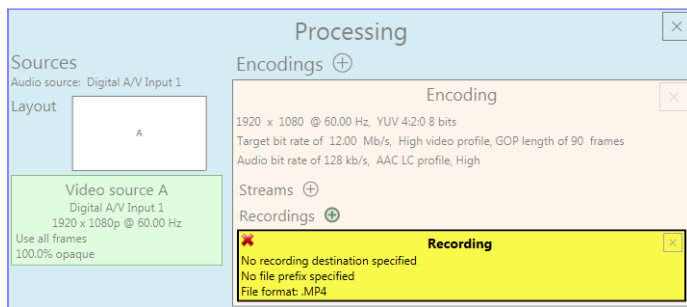 Processing
Sources
Audio source: Digital A/V Input 1
Layout
A
Video source A
Digital A/V Input 1
1920 x 1080p @ 60.00 Hz
Use all frames
100.0% opaque
Encodings
Encoding
1920 x 1080 @ 60.00 Hz, YUV 4:2:0 8 bits
Target bit rate of 12.00 Mb/s, High video profile, GOP length of 90 frames
Audio bit rate of 128 kb/s, AAC LC profile, High
Streams
Recordings
Recording
No recording destination specified
No file prefix specified
File format: .MP4